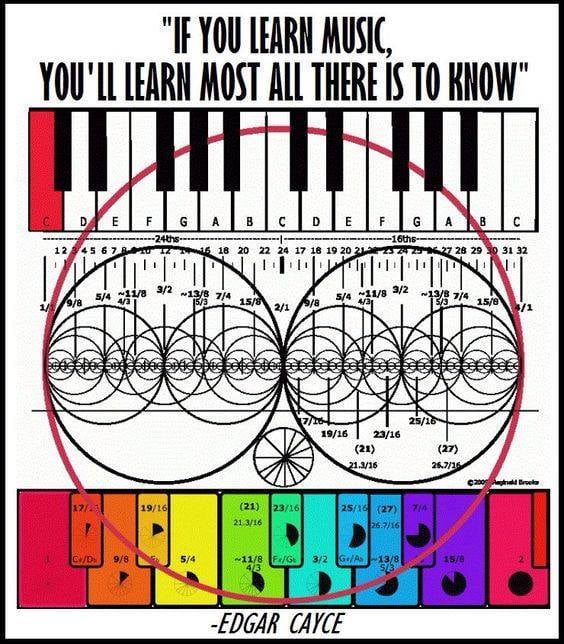 "IF YOU LEARN MUSIC,
YOU'LL LEARN MOST ALL THERE IS TO KNOW"
C D E F G A B C D E F G A B C
24ths 16ths
1 2 3 4 5 6 7 8 10 12 14 16 18 20 22 24 17 18 19 20 21 22 23 24 25 26 27 28 29 30 31 32
1/1 9/8 5/4 ~11/8 3/2 ~13/8 7/4 15/8 2/1 9/8 5/4 ~11/8 3/2 ~13/8 7/4 15/8 4/1
4/3 5/3 4/3 5/3
17/16 19/16 (21) 23/16 25/16 (27)
21.3/16 26.7/16
©2009 Reginald Brooks
17/16 19/16 (21) 23/16 25/16 (27) 7/4
21.3/16 26.7/16
C#/Db F#/G♭ G#/A♭
1 9/8 5/4 ~11/8 3/2 ~13/8 15/8 2
4/3 5/3
-EDGAR CAYCE